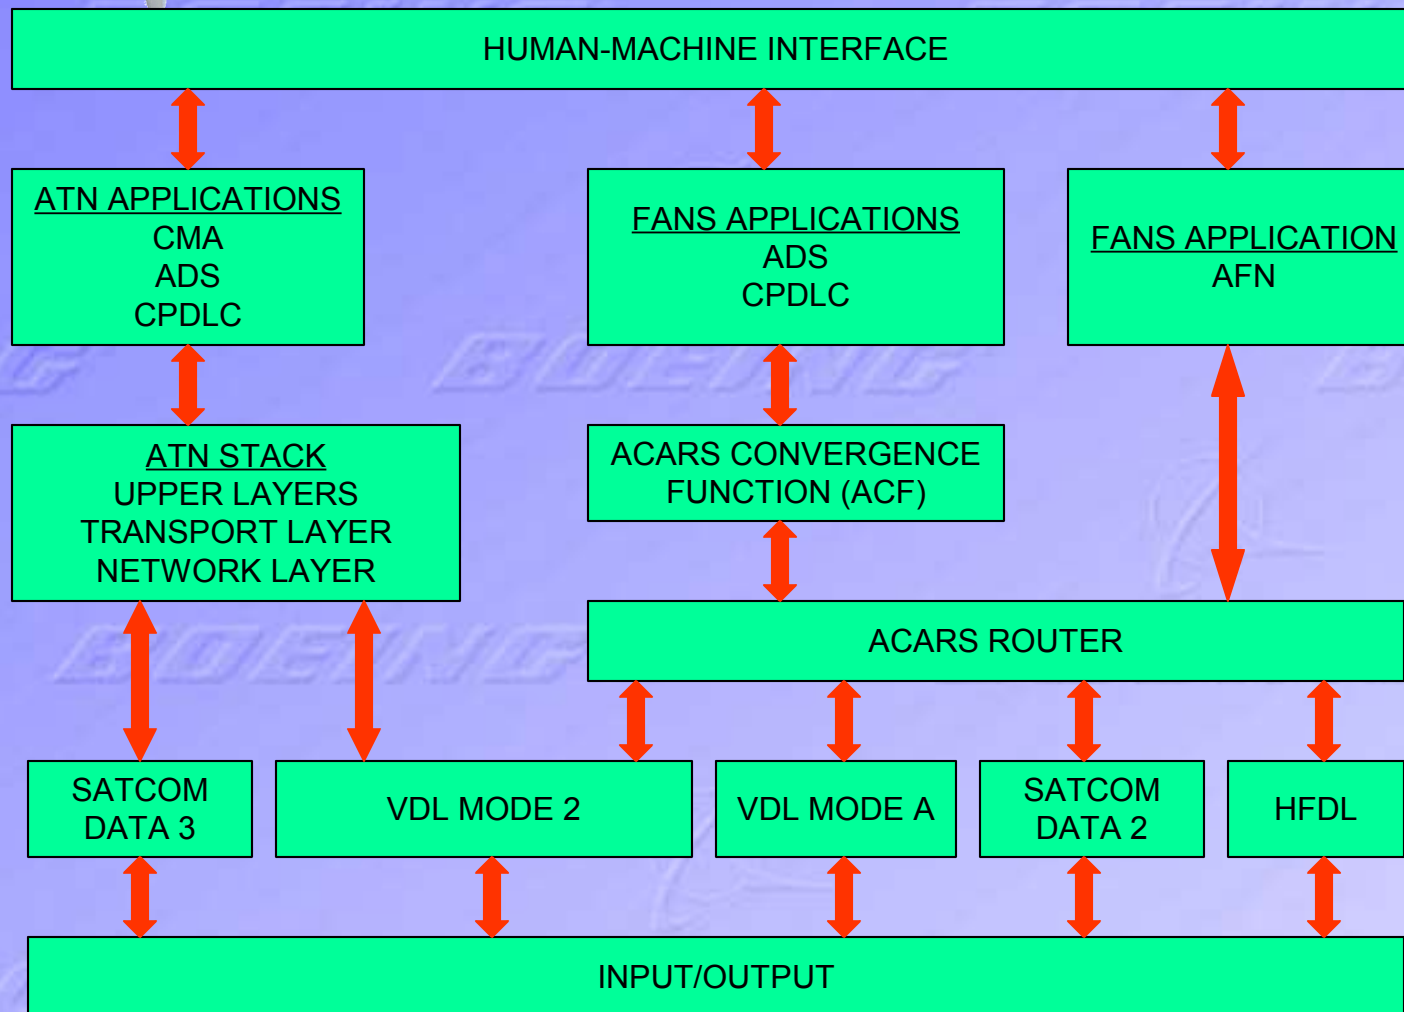 HUMAN-MACHINE INTERFACE
ATN APPLICATIONS
CMA
ADS
CPDLC
FANS APPLICATIONS
ADS
CPDLC
FANS APPLICATION
AFN
ATN STACK
UPPER LAYERS
TRANSPORT LAYER
NETWORK LAYER
ACARS CONVERGENCE
FUNCTION (ACF)
ACARS ROUTER
SATCOM
DATA 3
VDL MODE 2
VDL MODE A
SATCOM
DATA 2
HFDL
INPUT/OUTPUT
BOEING
BOEING